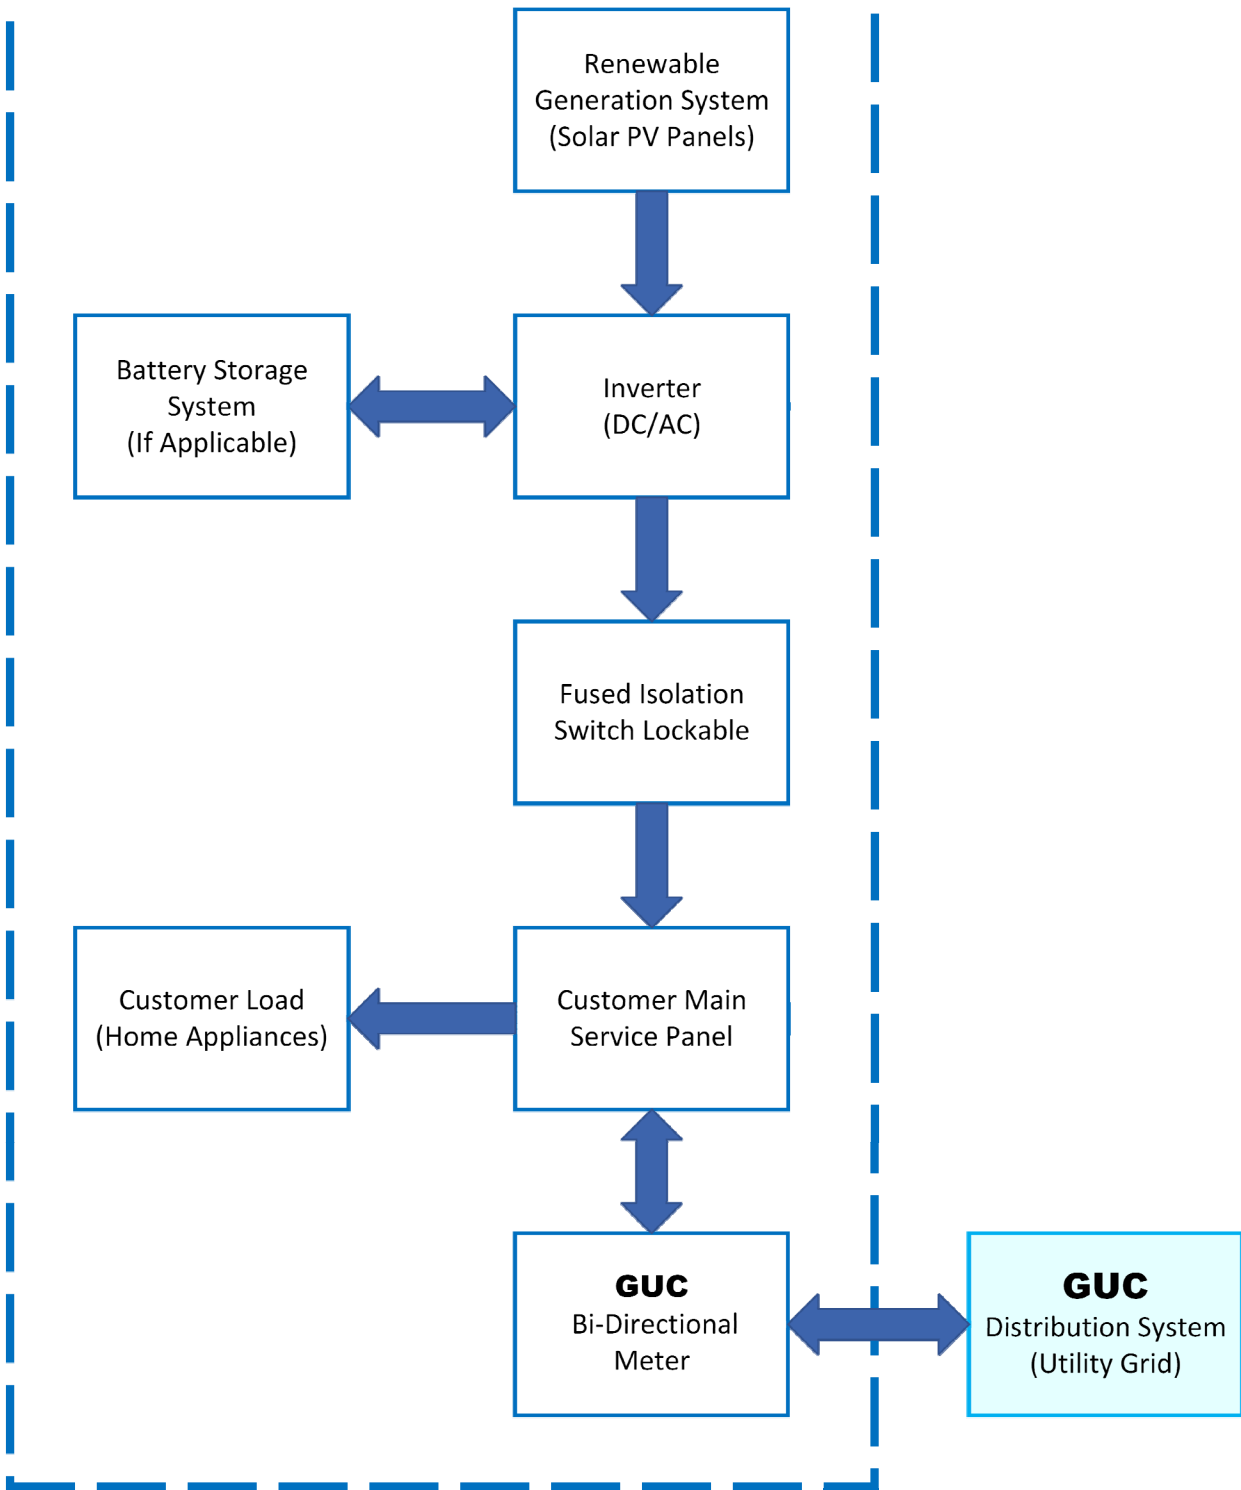 Renewable
Generation System
(Solar PV Panels)
Battery Storage
System
(If Applicable)
Inverter
(DC/AC)
Fused Isolation
Switch Lockable
Customer Load
(Home Appliances)
Customer Main
Service Panel
GUC
Bi-Directional
Meter
GUC
Distribution System
(Utility Grid)